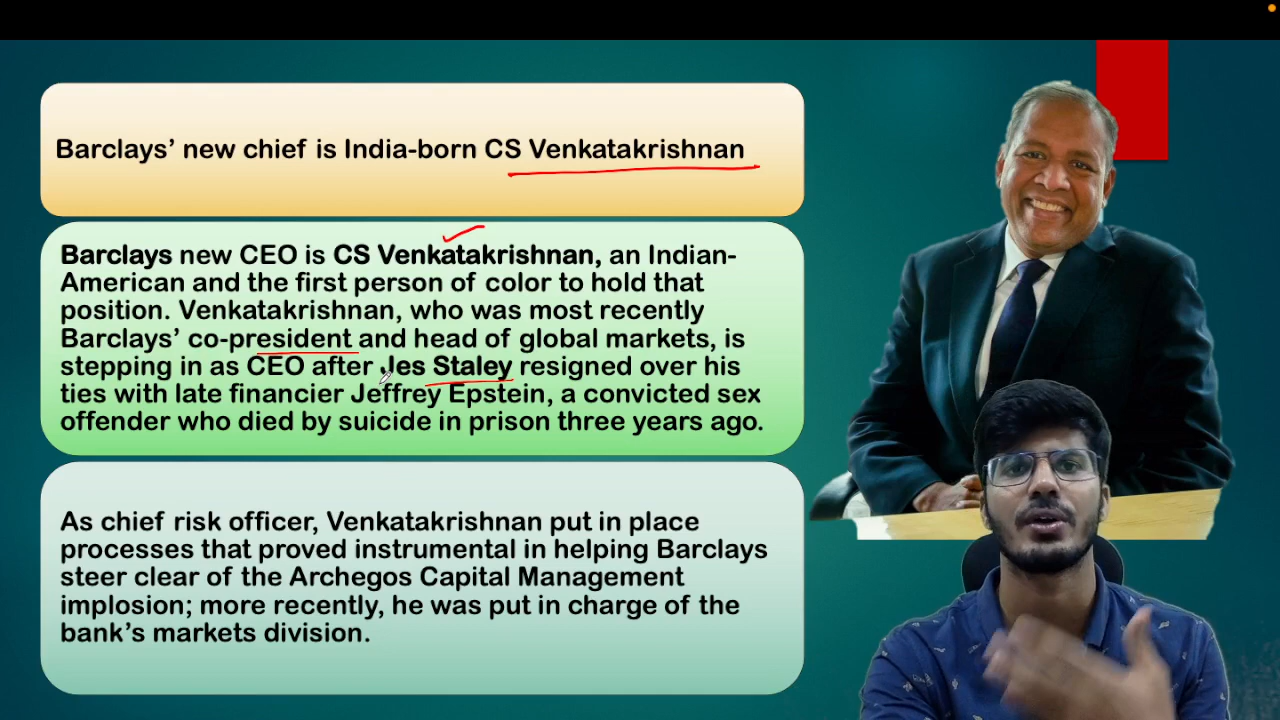 Barclays’ new chief is India-born CS Venkatakrishnan
Barclays new CEO is CS Venkatakrishnan, an Indian-
American and the first person of color to hold that
position. Venkatakrishnan, who was most recently
Barclays’ co-president and head of global markets, is
stepping in as CEO after Jes Staley resigned over his
ties with late financier Jeffrey Epstein, a convicted sex
offender who died by suicide in prison three years ago.
As chief risk officer, Venkatakrishnan put in place
processes that proved instrumental in helping Barclays
steer clear of the Archegos Capital Management
implosion; more recently, he was put in charge of the
bank’s markets division.